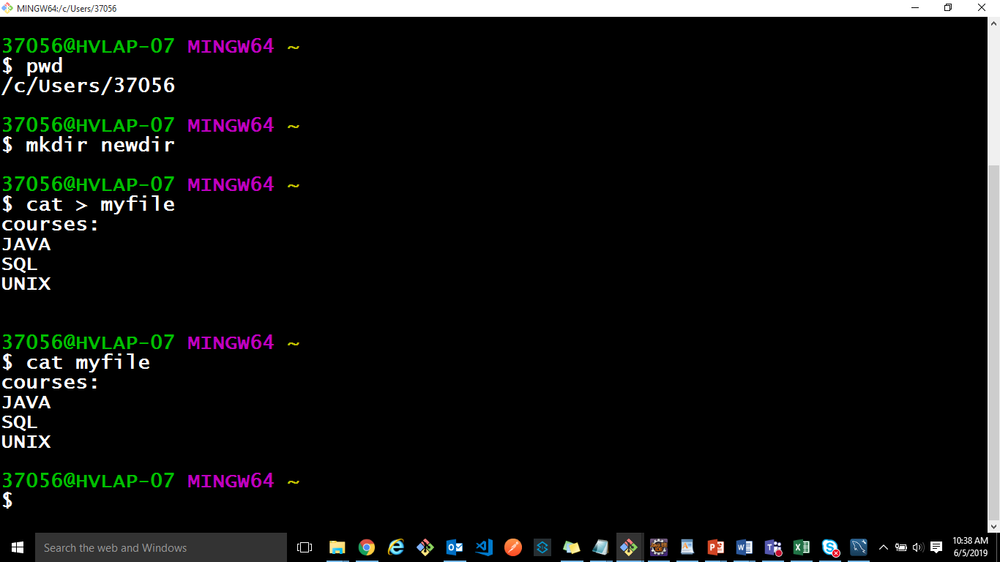 MINGW64:/c/Users/37056
37056@HVLAP-07 MINGW64 ~
$ pwd
/c/Users/37056
37056@HVLAP-07 MINGW64 ~
$ mkdir newdir
37056@HVLAP-07 MINGW64 ~
$ cat > myfile
courses:
JAVA
SQL
UNIX
37056@HVLAP-07 MINGW64 ~
$ cat myfile
courses:
JAVA
SQL
UNIX
37056@HVLAP-07 MINGW64 ~
$
Search the web and Windows
10:38 AM
6/5/2019